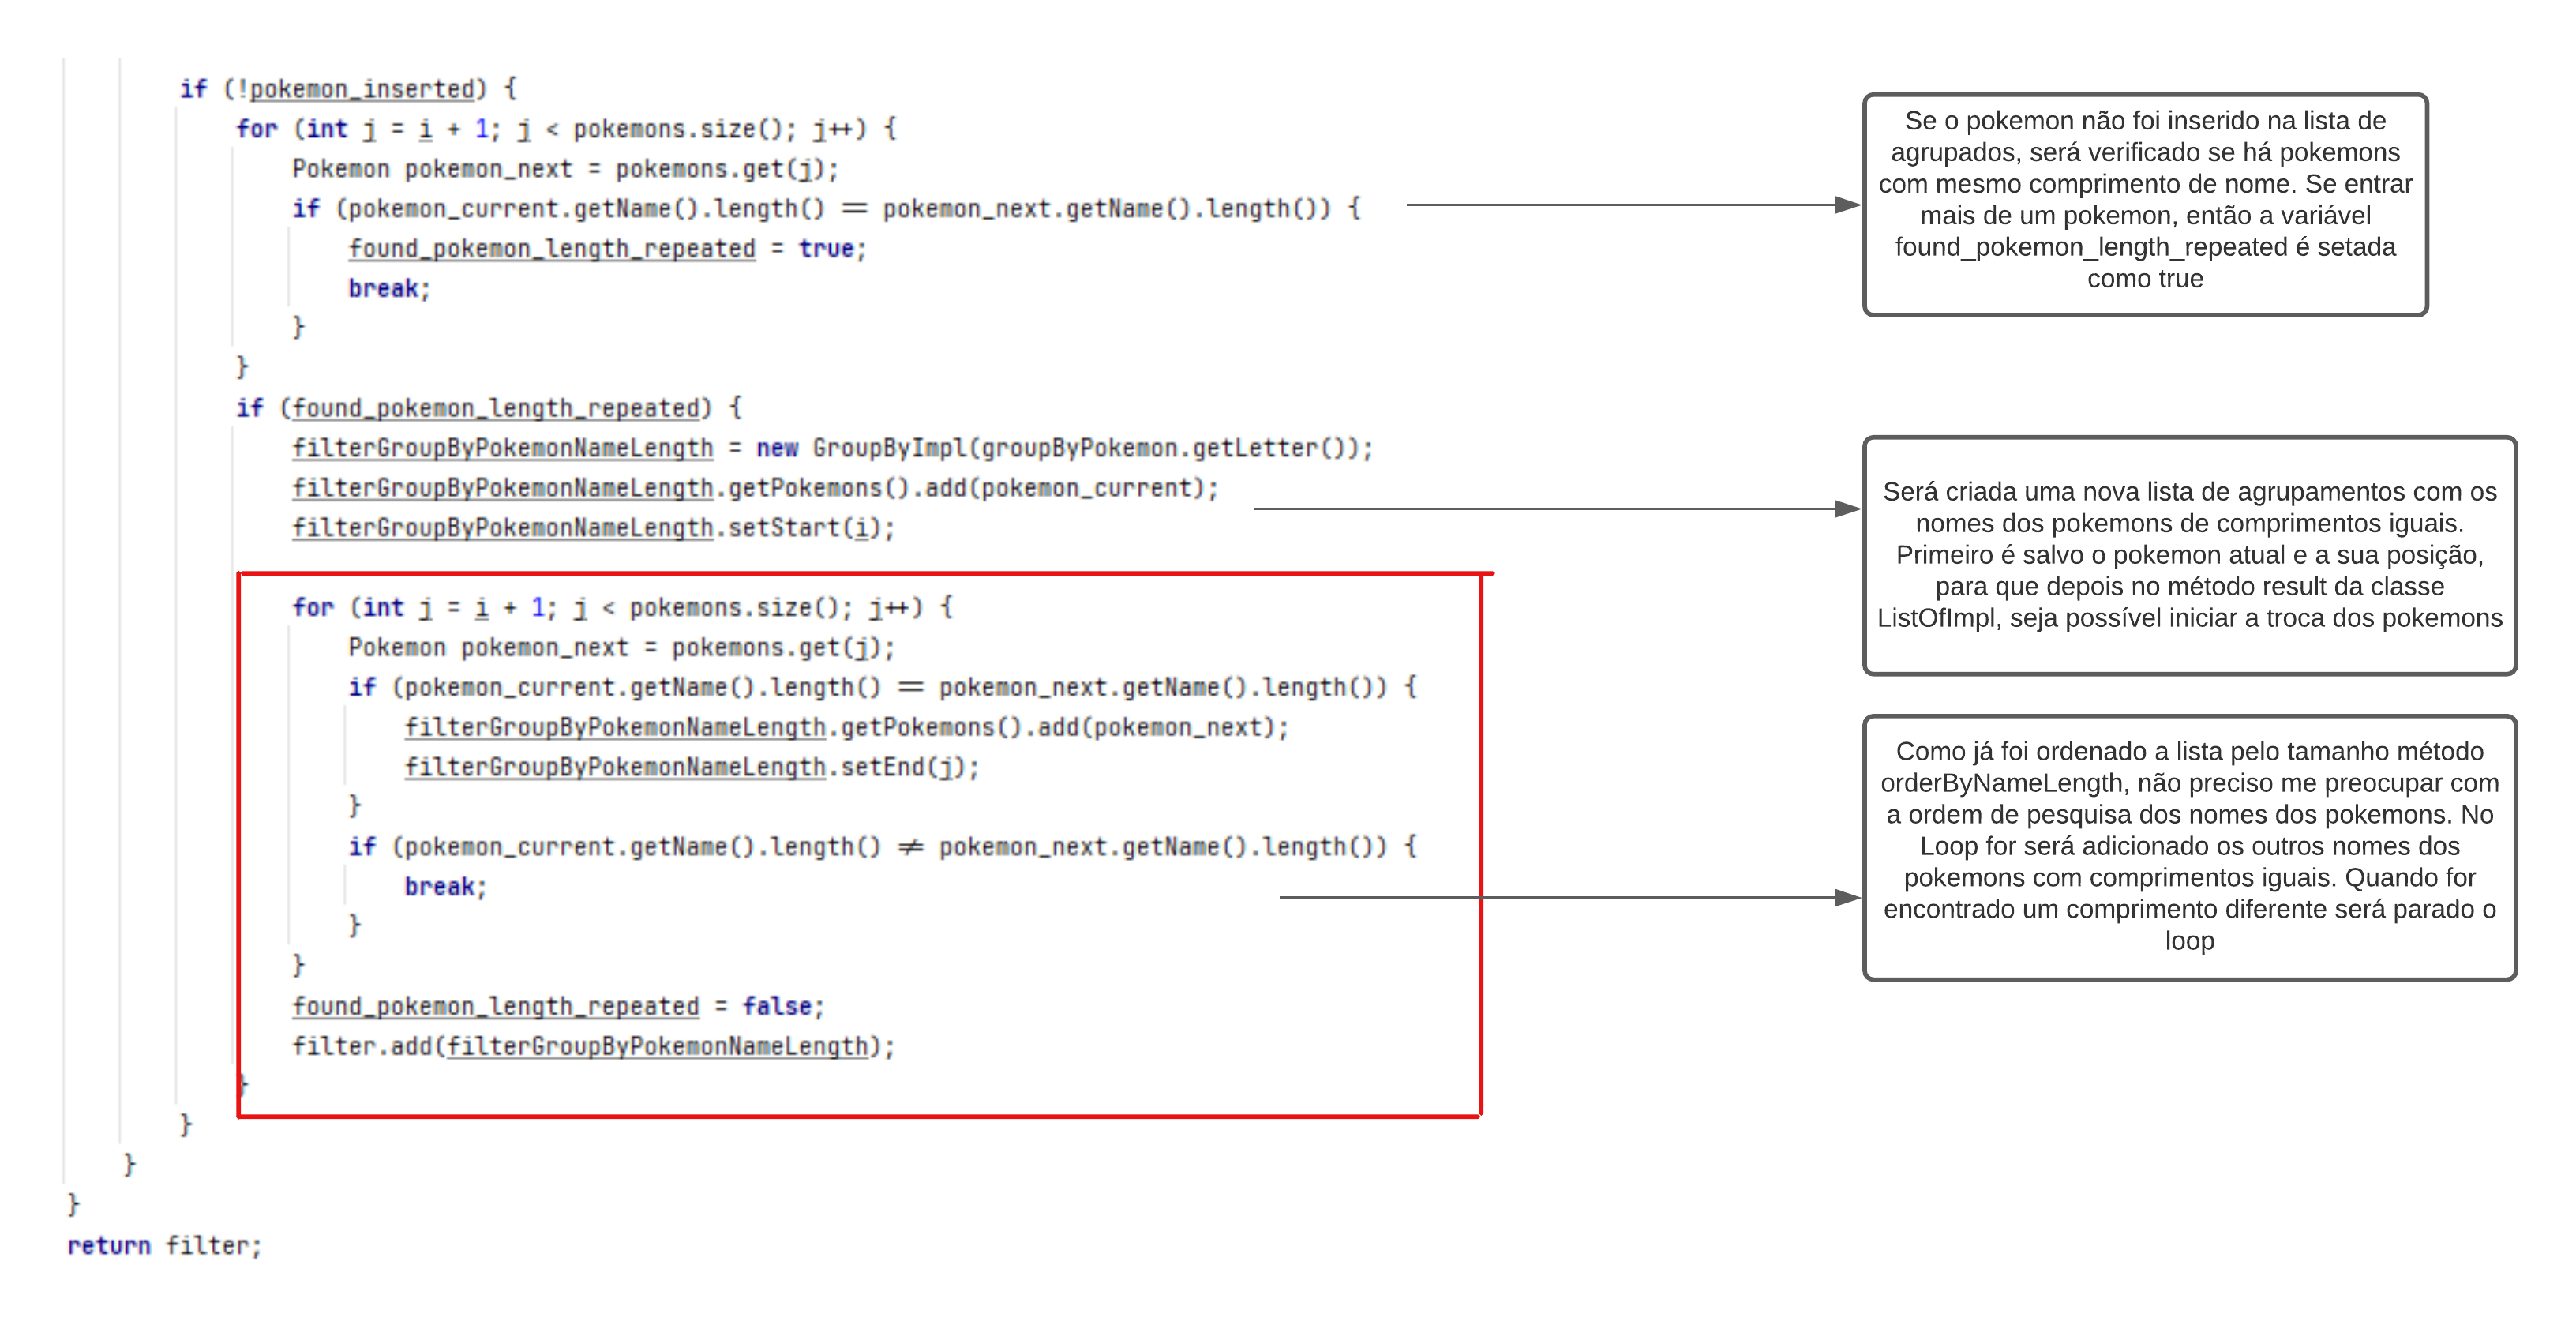 if (!pokemon_inserted) {
for (int j = i + 1; j < pokemons.size(); j++) {
Pokemon pokemon_next = pokemons.get(j);
if (pokemon_current.getName().length() == pokemon_next.getName().length()) {
found_pokemon_length_repeated = true;
break;
}
}
if (found_pokemon_length_repeated) {
filterGroupByPokemonNameLength = new GroupByImpl(groupByPokemon.getLetter());
filterGroupByPokemonNameLength.getPokemons().add(pokemon_current);
filterGroupByPokemonNameLength.setStart(i);
for (int j = i + 1; j < pokemons.size(); j++) {
Pokemon pokemon_next = pokemons.get(j);
if (pokemon_current.getName().length() == pokemon_next.getName().length()) {
filterGroupByPokemonNameLength.getPokemons().add(pokemon_next);
filterGroupByPokemonNameLength.setEnd(j);
}
if (pokemon_current.getName().length() != pokemon_next.getName().length()) {
break;
}
}
found_pokemon_length_repeated = false;
filter.add(filterGroupByPokemonNameLength);
}
}
}
}
return filter;
Se o pokemon não foi inserido na lista de
agrupados, será verificado se há pokemons
com mesmo comprimento de nome. Se entrar
mais de um pokemon, então a variável
found_pokemon_length_repeated é setada
como true
Será criada uma nova lista de agrupamentos com os
nomes dos pokemons de comprimentos iguais.
Primeiro é salvo o pokemon atual e a sua posição,
para que depois no método result da classe
ListOfImpl, seja possível iniciar a troca dos pokemons
Como já foi ordenado a lista pelo tamanho método
orderByNameLength, não preciso me preocupar com
a ordem de pesquisa dos nomes dos pokemons. No
Loop for será adicionado os outros nomes dos
pokemons com comprimentos iguais. Quando for
encontrado um comprimento diferente será parado o
loop